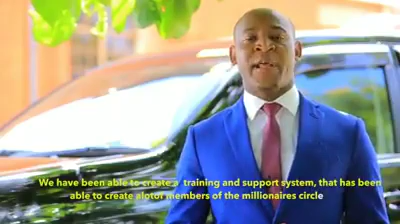 We have been able to create a training and support system, that has been
able to create alotof members of the millionaires circle